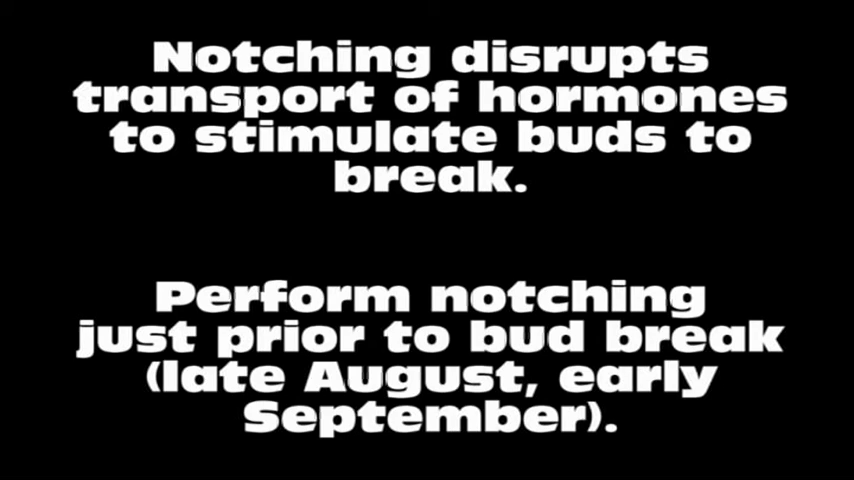 Notching disrupts
transport of hormones
to stimulate buds to
break.
Perform notching
just prior to bud break
(late August, early
September).